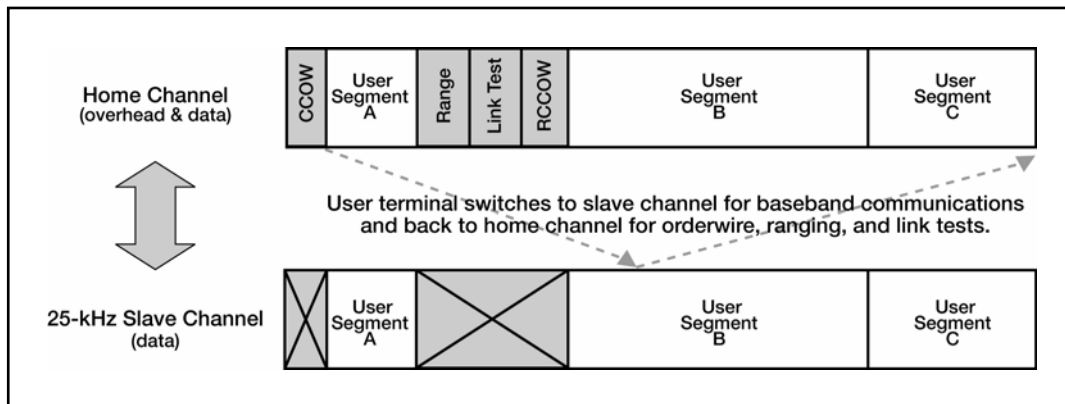 Home Channel
(overhead & data)
CCOW
User
Segment
A
Range
Link Test
RCCOW
User
Segment
B
User
Segment
C
User terminal switches to slave channel for baseband communications
and back to home channel for orderwire, ranging, and link tests.
25-kHz Slave Channel
(data)
User
Segment
A
User
Segment
B
User
Segment
C